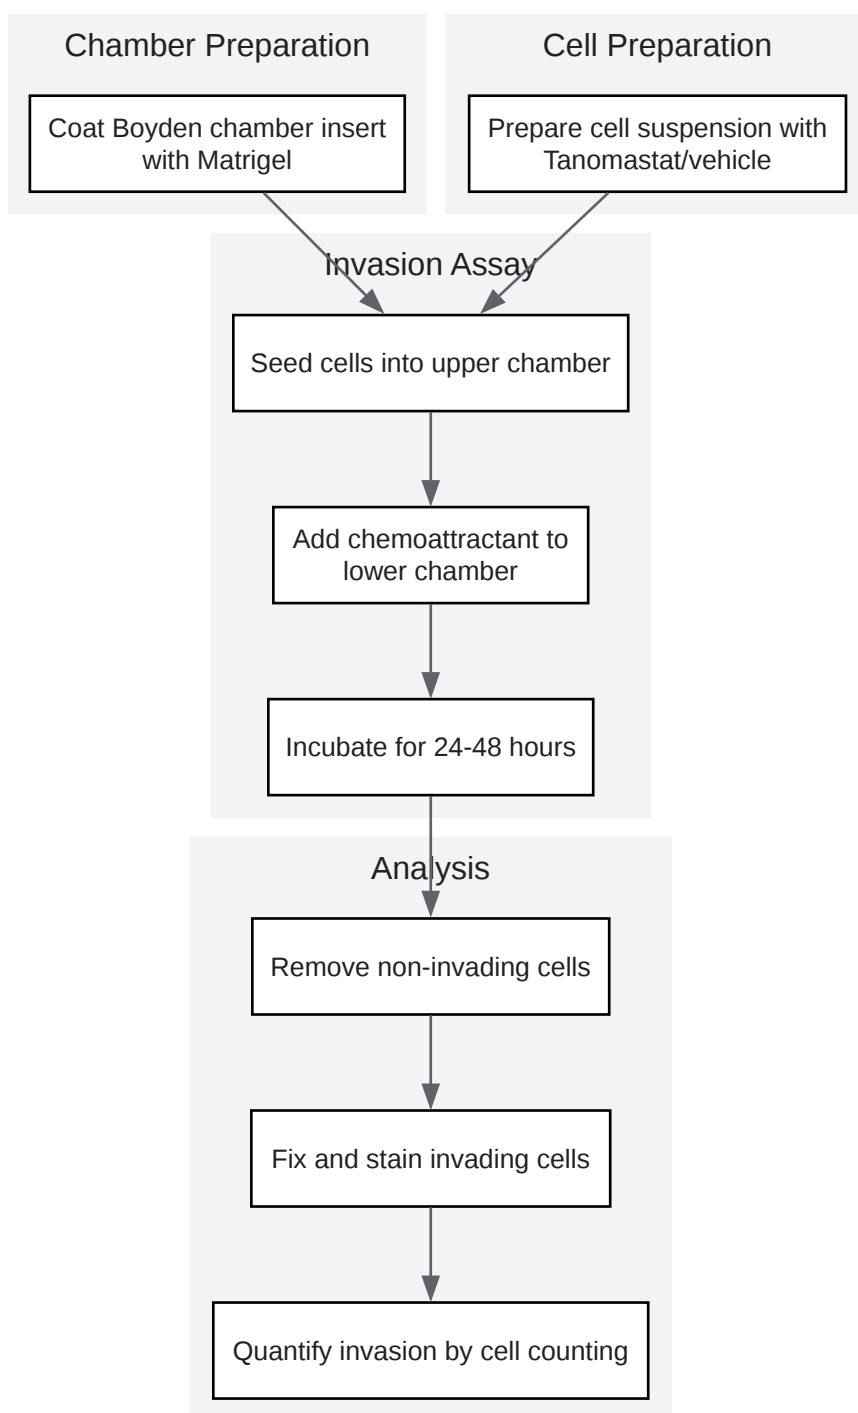 Chamber Preparation
Coat Boyden chamber insert
with Matrigel
Cell Preparation
Prepare cell suspension with
Tanomastat/vehicle
Invasion Assay
Seed cells into upper chamber
Add chemoattractant to
lower chamber
Incubate for 24-48 hours
Analysis
Remove non-invading cells
Fix and stain invading cells
Quantify invasion by cell counting